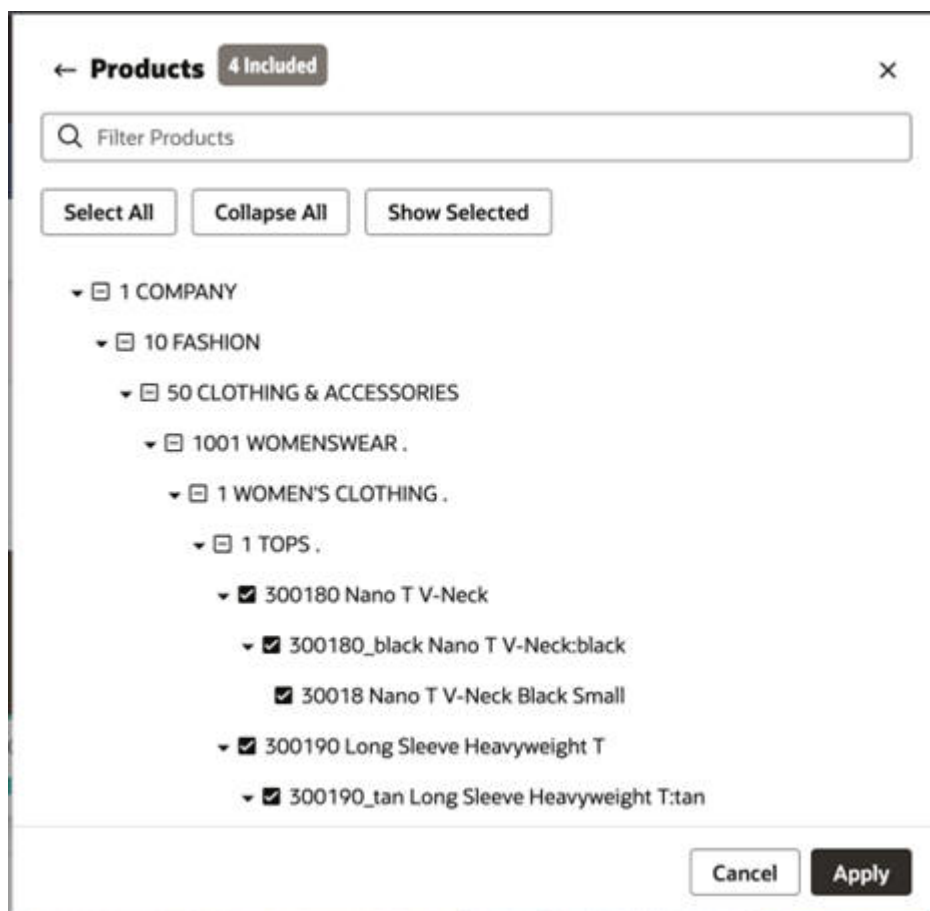 ← Products 4 Included
Filter Products
Select All Collapse All Show Selected
1 COMPANY
10 FASHION
50 CLOTHING & ACCESSORIES
1001 WOMENSWEAR .
1 WOMEN'S CLOTHING .
1 TOPS .
300180 Nano T V-Neck
300180_black Nano T V-Neck:black
30018 Nano T V-Neck Black Small
300190 Long Sleeve Heavyweight T
300190_tan Long Sleeve Heavyweight T:tan
Cancel Apply